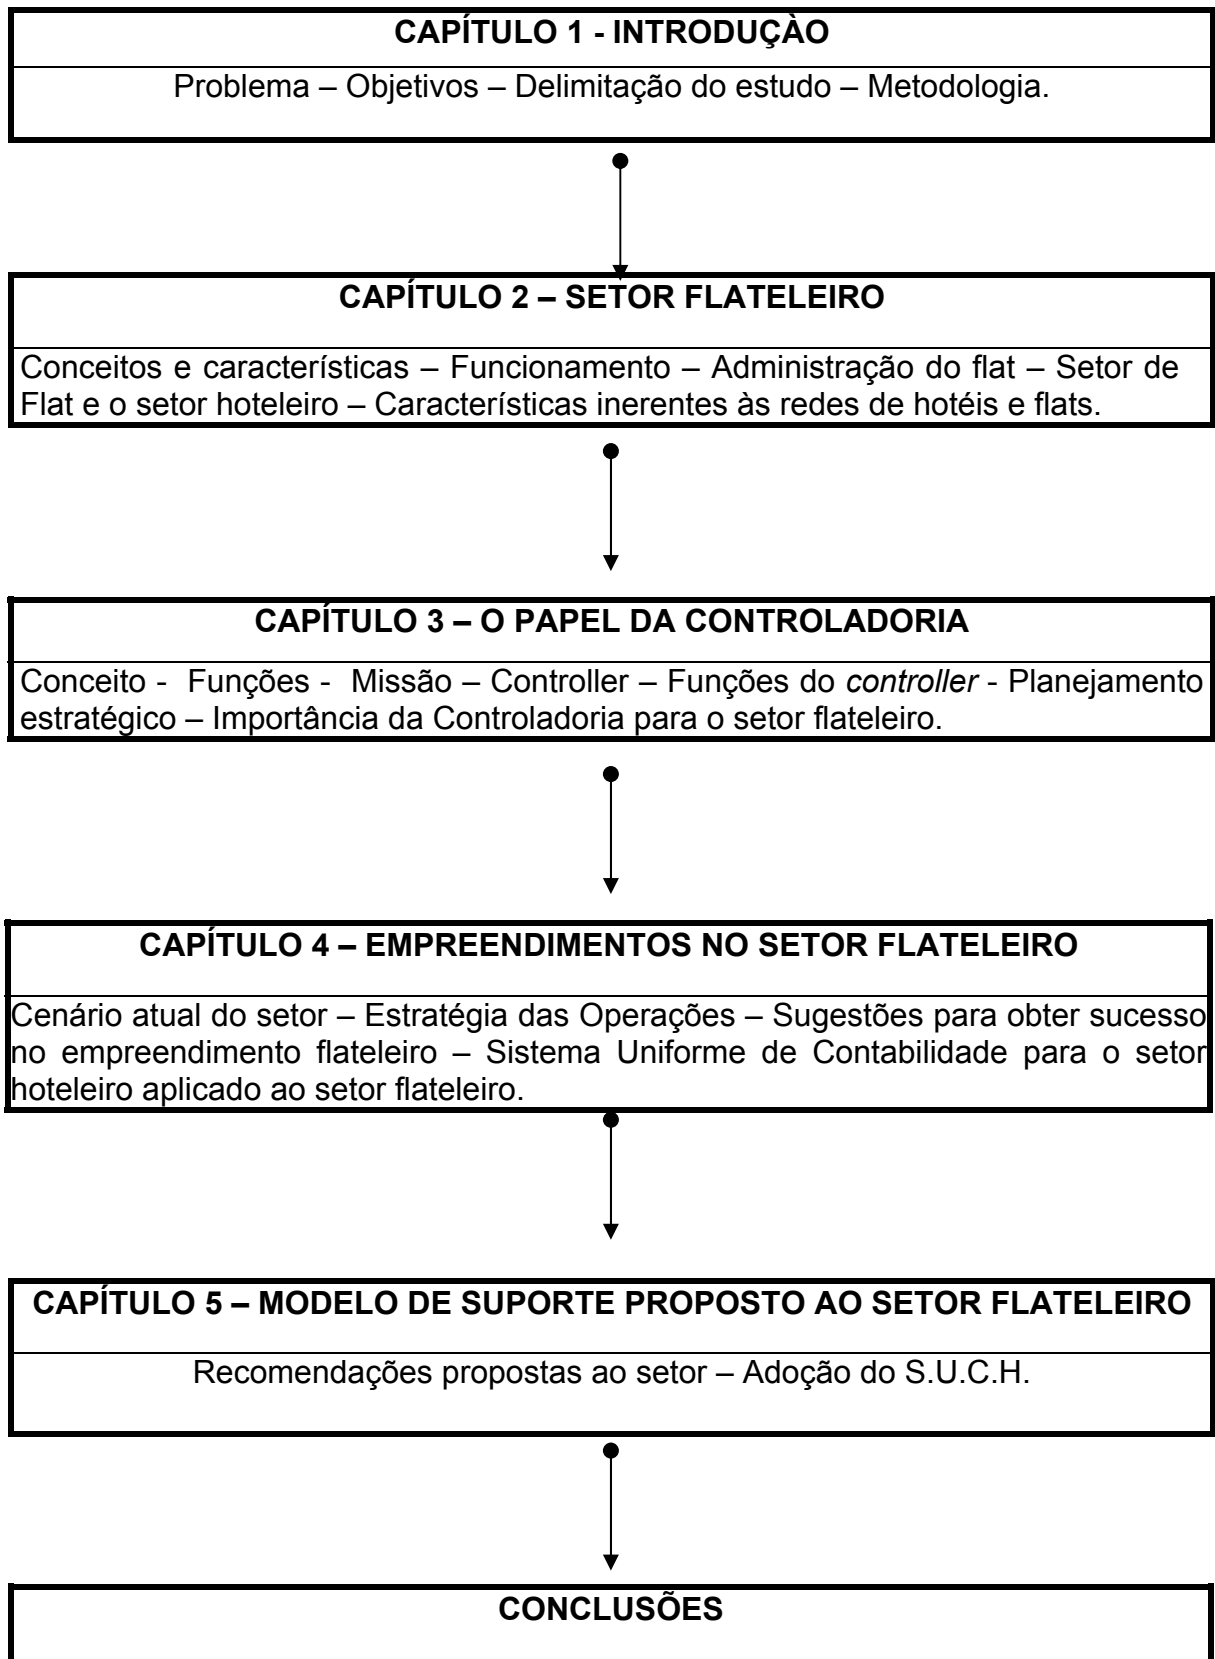 CAPÍTULO 1 - INTRODUÇÀO
Problema – Objetivos – Delimitação do estudo – Metodologia.
CAPÍTULO 2 – SETOR FLATELEIRO
Conceitos e característícas – Funcionamento – Administração do flat – Setor de
Flat e o setor hoteleiro – Características inerentes às redes de hotéis e flats.
CAPÍTULO 3 – O PAPEL DA CONTROLADORIA
Conceito - Funções - Missão – Controller – Funções do controller - Planejamento
estratégico – Importância da Controladoria para o setor flateleiro.
CAPÍTULO 4 – EMPREENDIMENTOS NO SETOR FLATELEIRO
Cenário atual do setor – Estratégia das Operações – Sugestões para obter sucesso
no empreendimento flateleiro – Sistema Uniforme de Contabilidade para o setor
hoteleiro aplicado ao setor flateleiro.
CAPÍTULO 5 – MODELO DE SUPORTE PROPOSTO AO SETOR FLATELEIRO
Recomendações propostas ao setor – Adoção do S.U.C.H.
CONCLUSÕES